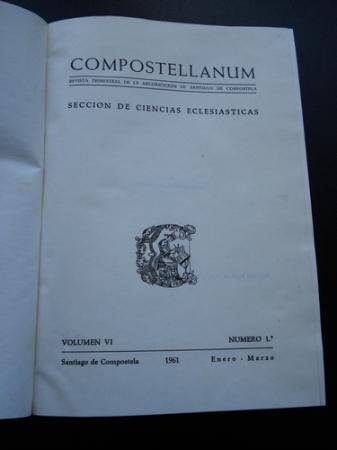 COMPOSTELLANUM
REVISTA TRIMESTRAL DE LA ARCHIDIOCESIS DE SANTIAGO DE COMPOSTELA
SECCION DE CIENCIAS ECLESIASTICAS
VOLUMEN VI NUMERO 1.º
Santiago de Compostela 1961 Enero - Marzo